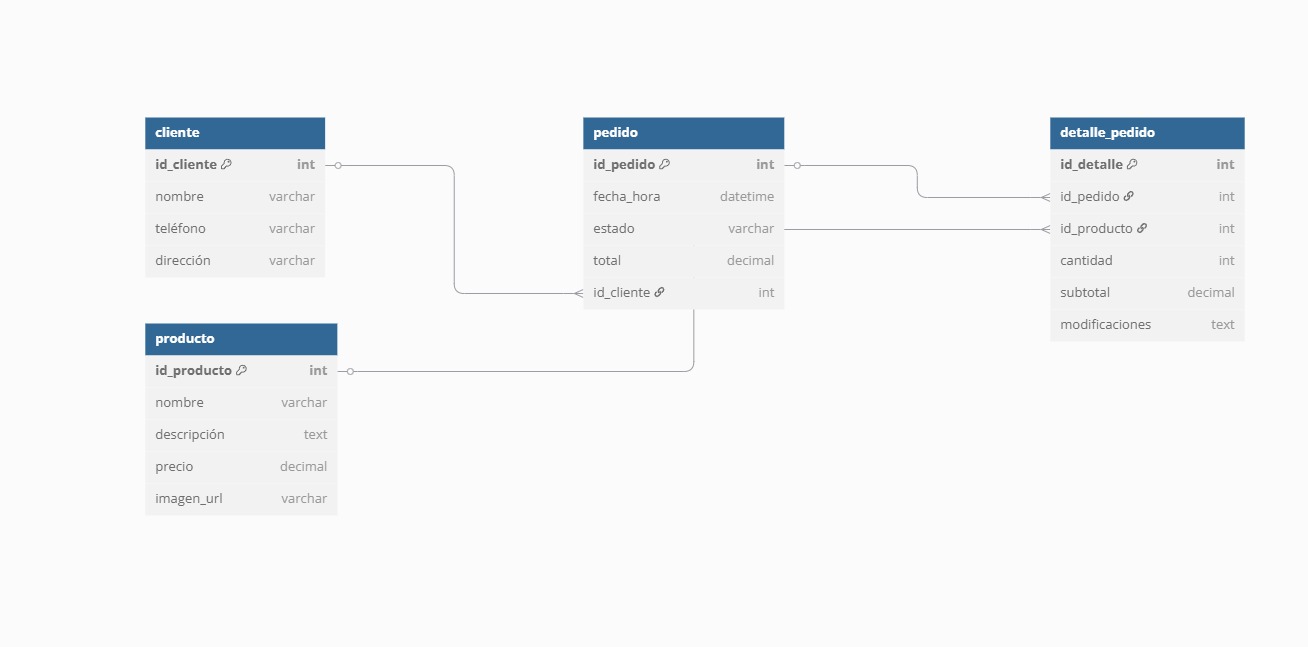 cliente
id_cliente int
nombre varchar
teléfono varchar
dirección varchar
producto
id_producto int
nombre varchar
descripción text
precio decimal
imagen_url varchar
pedido
id_pedido int
fecha_hora datetime
estado varchar
total decimal
id_cliente int
detalle_pedido
id_detalle int
id_pedido int
id_producto int
cantidad int
subtotal decimal
modificaciones text